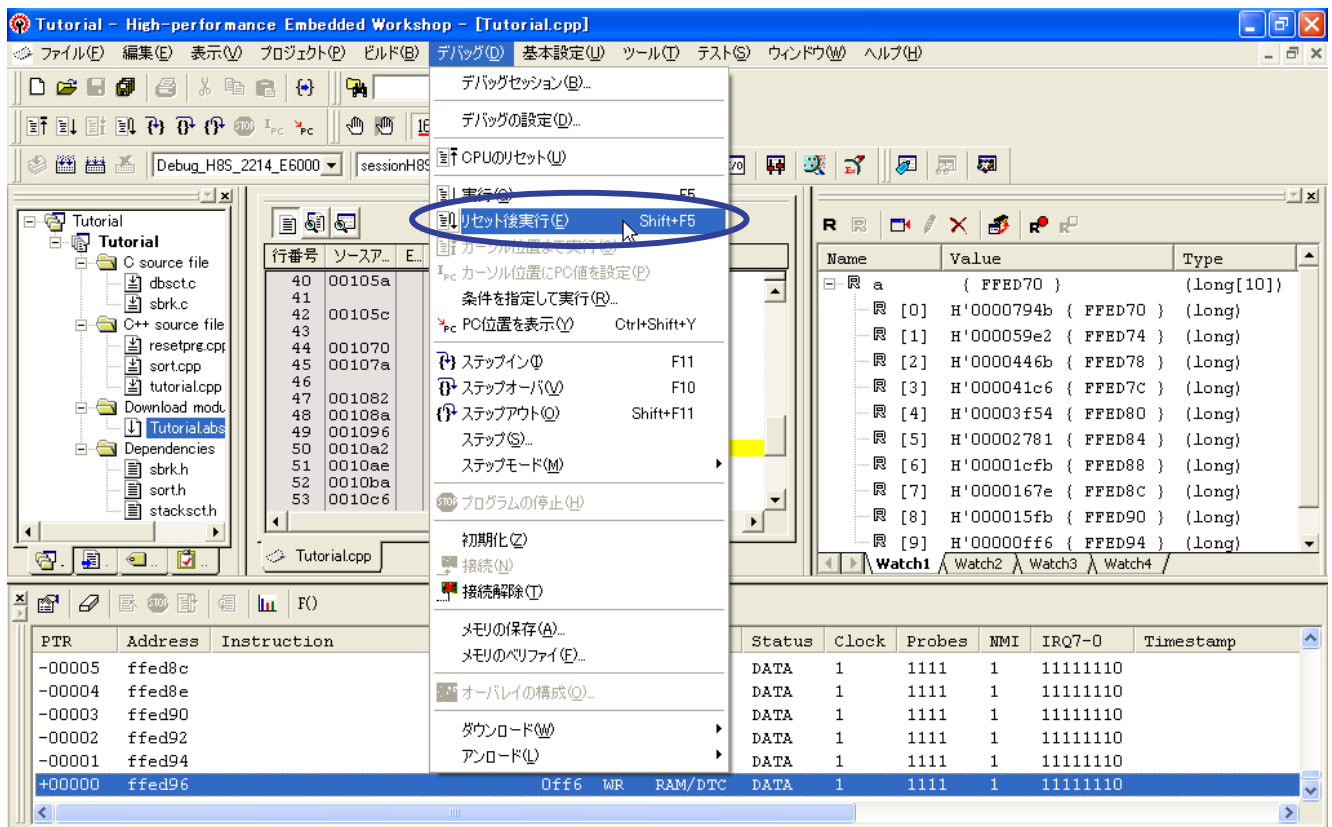 Tutorial - High-performance Embedded Workshop - [Tutorial.cpp]
ファイル(F) 編集(E) 表示(V) プロジェクト(P) ビルド(B) デバッグ(D) 基本設定(U) ツール(T) テスト(S) ウィンドウ(W) ヘルプ(H)
デバッグセッション(B)...
デバッグの設定(D)...
CPUのリセット(U)
実行(G) F5
リセット後実行(E) Shift+F5
カーソル位置まで実行(C)
カーソル位置にPC値を設定(P)
条件を指定して実行(R)...
PC位置を表示(Y) Ctrl+Shift+Y
ステップイン(I) F11
ステップオーバ(V) F10
ステップアウト(O) Shift+F11
ステップ(S)...
ステップモード(M)
プログラムの停止(H)
初期化(Z)
接続(N)
接続解除(T)
メモリの保存(A)...
メモリのベリファイ(F)...
オーバレイの構成(O)...
ダウンロード(W)
アンロード(L)
STOP PC PC 16
Debug_H8S_2214_E6000 sessionH8S
Tutorial
Tutorial
C source file
dbsct.c
sbrk.c
C++ source file
resetprg.cpp
sort.cpp
tutorial.cpp
Download modu
Tutorial.abs
Dependencies
sbrk.h
sort.h
stacksct.h
行番号 ソースア... E...
40 00105a
41
42 00105c
43
44 001070
45 00107a
46
47 001082
48 00108a
49 001096
50 0010a2
51 0010ae
52 0010ba
53 0010c6
Tutorial.cpp
R R R R
Name Value Type
R a { FFED70 } (long[10])
R [0] H'0000794b { FFED70 } (long)
R [1] H'000059e2 { FFED74 } (long)
R [2] H'0000446b { FFED78 } (long)
R [3] H'000041c6 { FFED7C } (long)
R [4] H'00003f54 { FFED80 } (long)
R [5] H'00002781 { FFED84 } (long)
R [6] H'00001cfb { FFED88 } (long)
R [7] H'0000167e { FFED8C } (long)
R [8] H'000015fb { FFED90 } (long)
R [9] H'00000ff6 { FFED94 } (long)
Watch1 Watch2 Watch3 Watch4
STOP F()
PTR Address Instruction Status Clock Probes NMI IRQ7-0 Timestamp
-00005 ffed8c DATA 1 1111 1 11111110
-00004 ffed8e DATA 1 1111 1 11111110
-00003 ffed90 DATA 1 1111 1 11111110
-00002 ffed92 DATA 1 1111 1 11111110
-00001 ffed94 DATA 1 1111 1 11111110
+00000 ffed96 0ff6 WR RAM/DTC DATA 1 1111 1 11111110